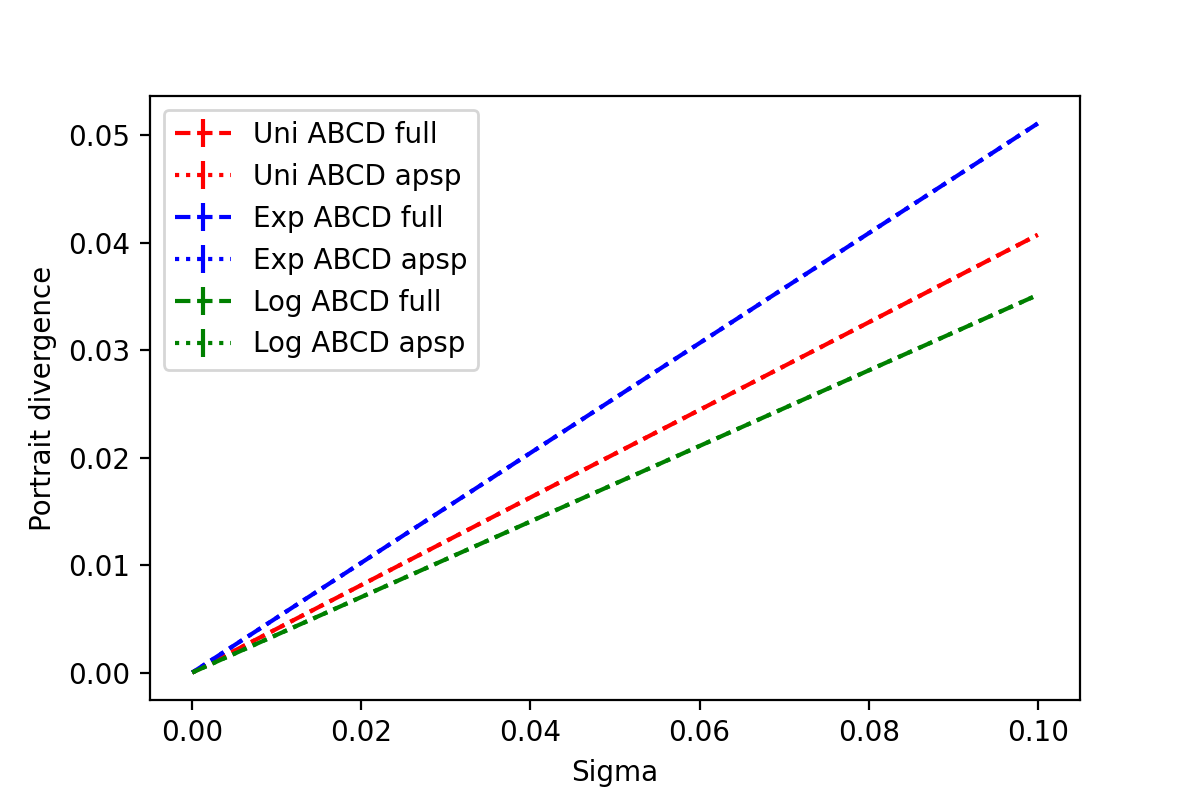 Uni ABCD full
Uni ABCD apsp
Exp ABCD full
Exp ABCD apsp
Log ABCD full
Log ABCD apsp
Portrait divergence
0.05
0.04
0.03
0.02
0.01
0.00
0.00 0.02 0.04 0.06 0.08 0.10
Sigma